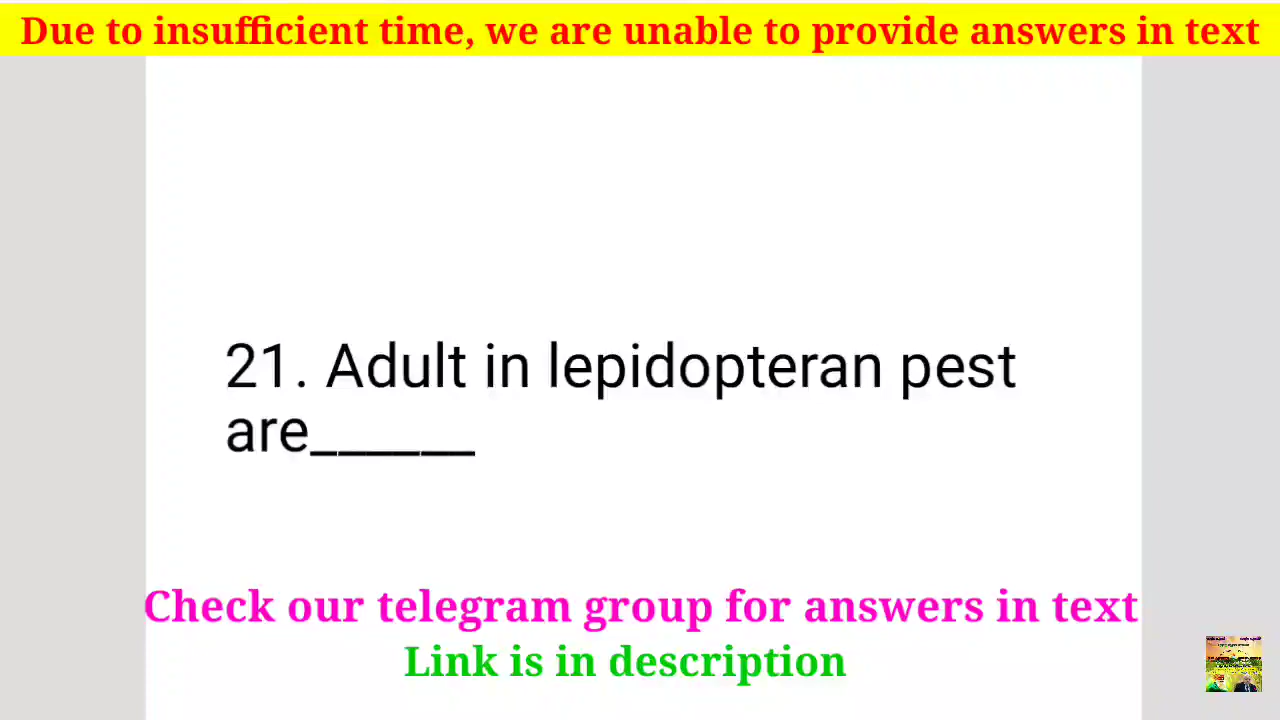 Due to insufficient time, we are unable to provide answers in text
21. Adult in lepidopteran pest
are______
Check our telegram group for answers in text
Link is in description